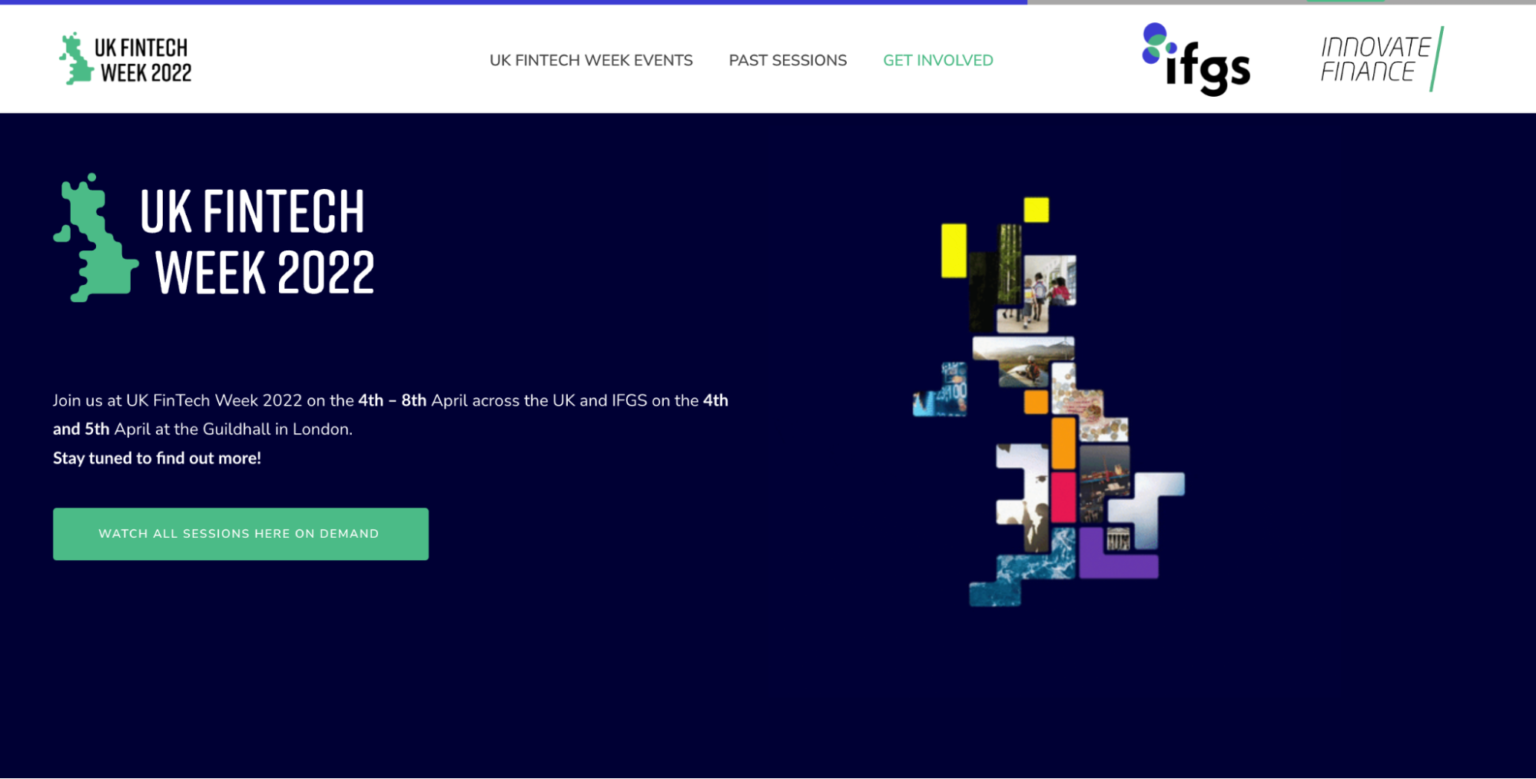 UK FINTECH
WEEK 2022
UK FINTECH WEEK EVENTS
PAST SESSIONS
GET INVOLVED
ifgs
INNOVATE
FINANCE
UK FINTECH
WEEK 2022
Join us at UK FinTech Week 2022 on the 4th – 8th April across the UK and IFGS on the 4th
and 5th April at the Guildhall in London.
Stay tuned to find out more!
WATCH ALL SESSIONS HERE ON DEMAND